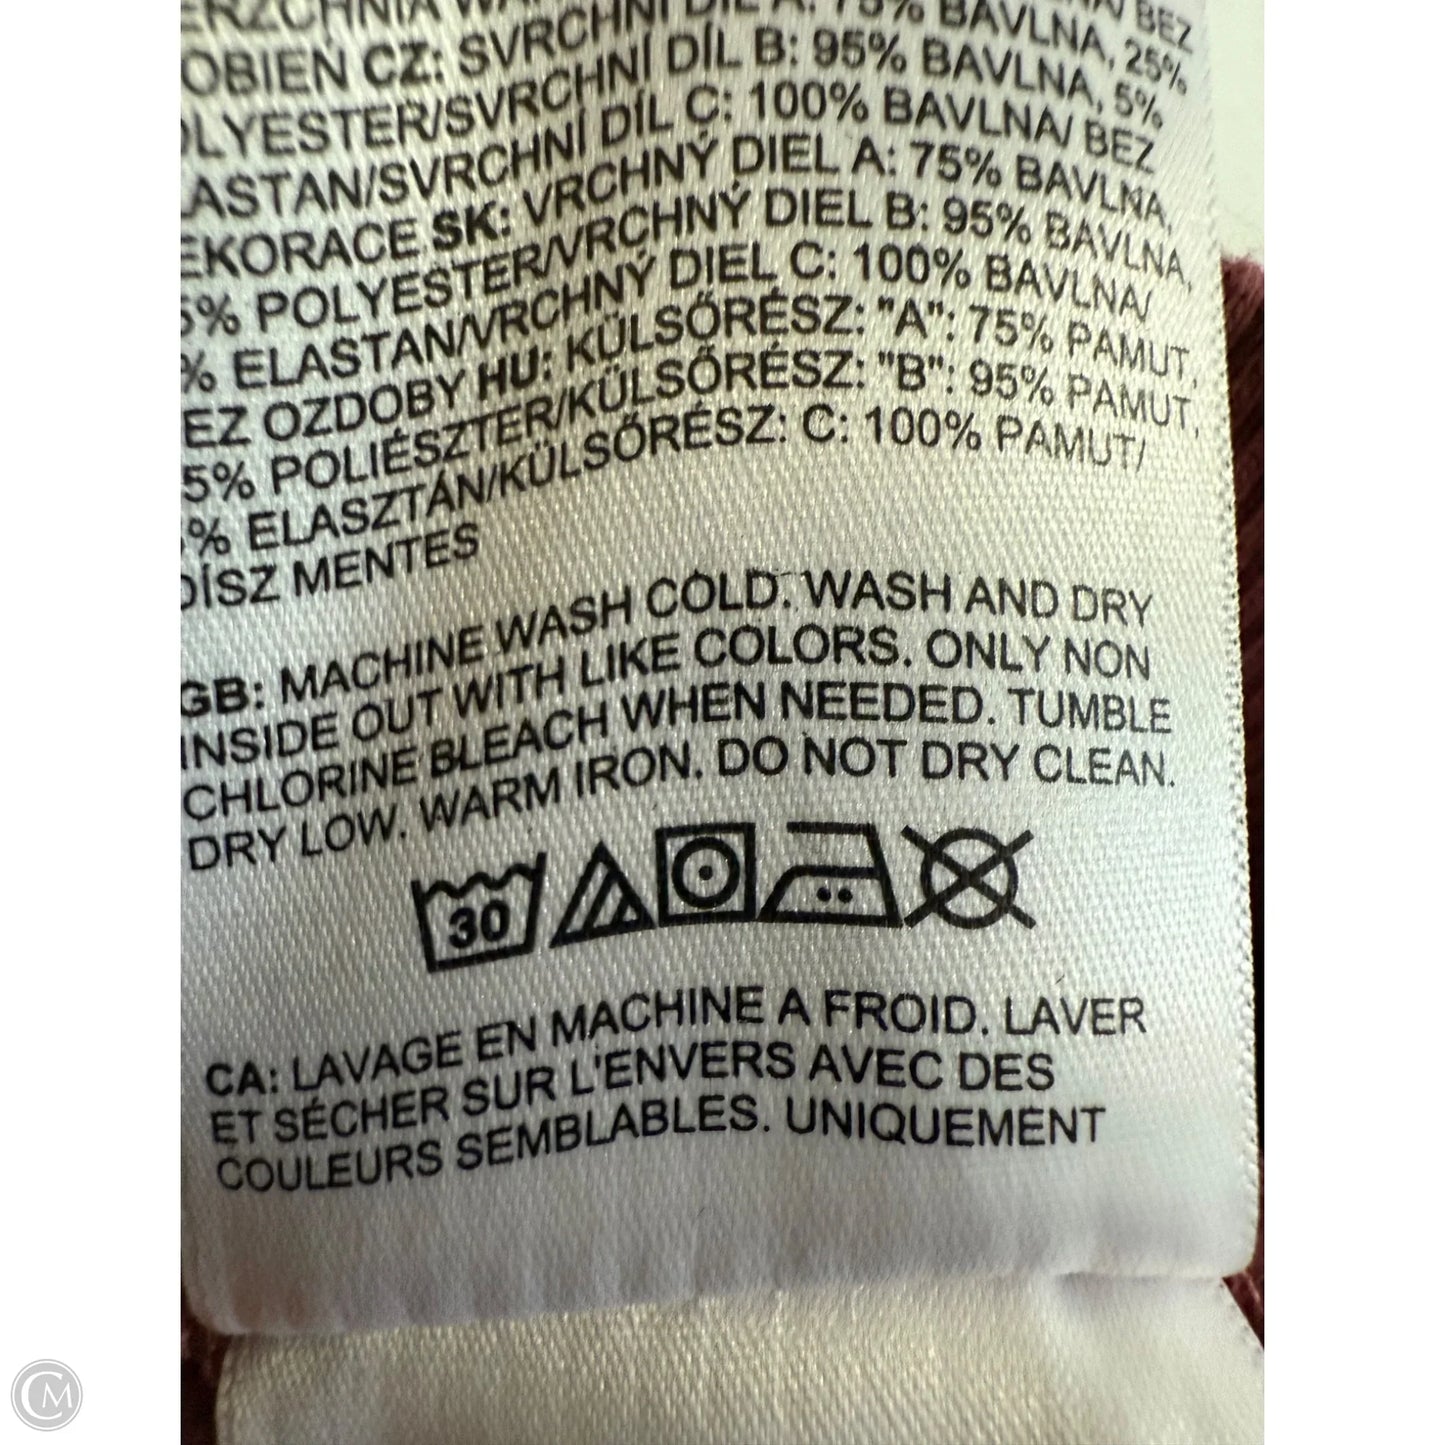 BEZ
OBIEŃ CZ: SVRCHNÍ DÍL A: 75% BAVLNA, 25%
POLYESTER/SVRCHNÍ DÍL B: 95% BAVLNA, 5%
ELASTAN/SVRCHNÍ DÍL C: 100% BAVLNA/ BEZ
DEKORACE SK: VRCHNÝ DIEL A: 75% BAVLNA,
5% POLYESTER/VRCHNÝ DIEL B: 95% BAVLNA,
% ELASTAN/VRCHNÝ DIEL C: 100% BAVLNA/
EZ OZDOBY HU: KÜLSŐRÉSZ: "A": 75% PAMUT,
5% POLIÉSZTER/KÜLSŐRÉSZ: "B": 95% PAMUT,
% ELASZTÁN/KÜLSŐRÉSZ: C: 100% PAMUT/
DÍSZ MENTES
GB: MACHINE WASH COLD. WASH AND DRY
INSIDE OUT WITH LIKE COLORS. ONLY NON
CHLORINE BLEACH WHEN NEEDED. TUMBLE
DRY LOW. WARM IRON. DO NOT DRY CLEAN.
30
CA: LAVAGE EN MACHINE A FROID. LAVER
ET SÉCHER SUR L'ENVERS AVEC DES
COULEURS SEMBLABLES. UNIQUEMENT
CM